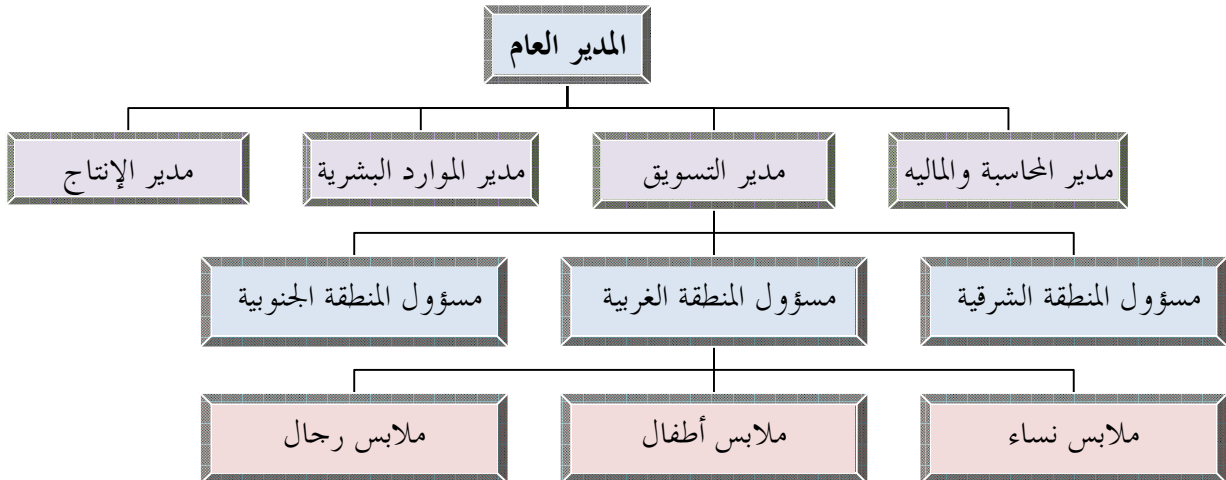 المدير العام
مدير المحاسبة والماليه
مدير التسويق
مدير الموارد البشرية
مدير الإنتاج
مسؤول المنطقة الشرقية
مسؤول المنطقة الغربية
مسؤول المنطقة الجنوبية
ملابس نساء
ملابس أطفال
ملابس رجال